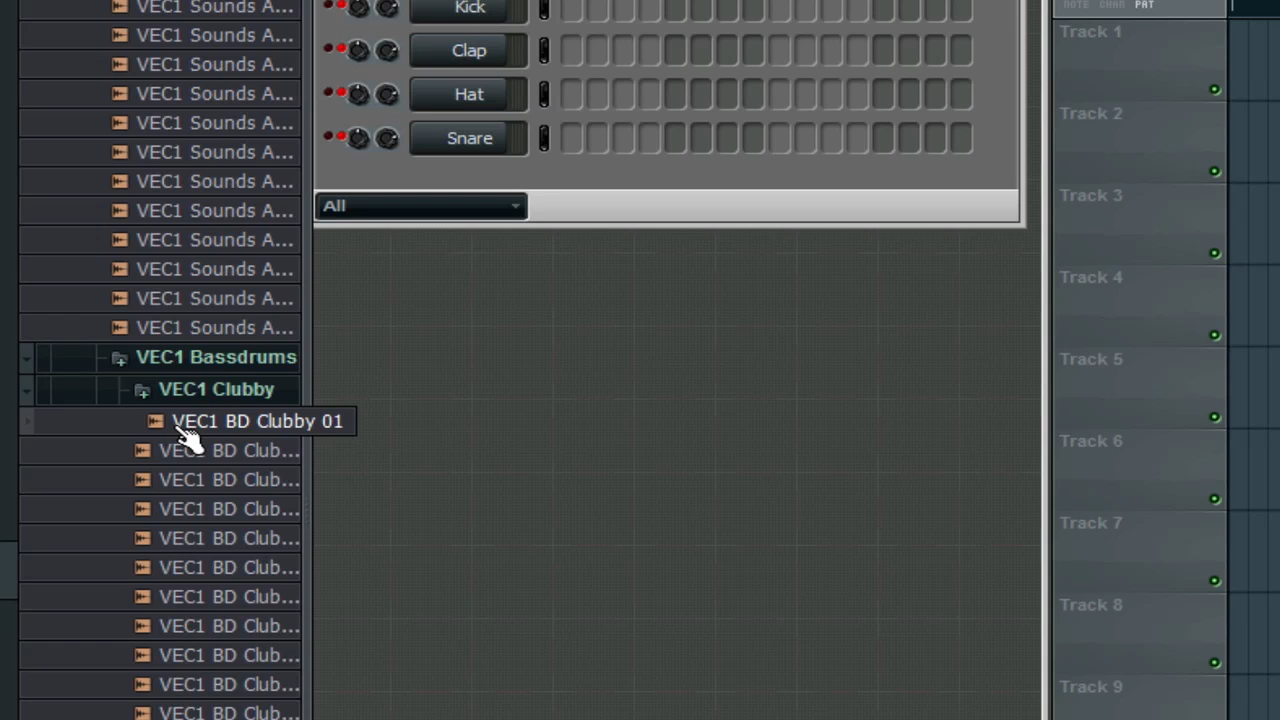 VEC1 Sounds A...
VEC1 Sounds A...
VEC1 Sounds A...
VEC1 Sounds A...
VEC1 Sounds A...
VEC1 Sounds A...
VEC1 Sounds A...
VEC1 Sounds A...
VEC1 Sounds A...
VEC1 Sounds A...
VEC1 Sounds A...
VEC1 Sounds A...
VEC1 Bassdrums
VEC1 Clubby
VEC1 BD Clubby 01
VEC1 BD Club...
VEC1 BD Club...
VEC1 BD Club...
VEC1 BD Club...
VEC1 BD Club...
VEC1 BD Club...
VEC1 BD Club...
VEC1 BD Club...
VEC1 BD Club...
VEC1 BD Club...
Kick
Clap
Hat
Snare
All
NOTE CHAN PAT
Track 1
Track 2
Track 3
Track 4
Track 5
Track 6
Track 7
Track 8
Track 9